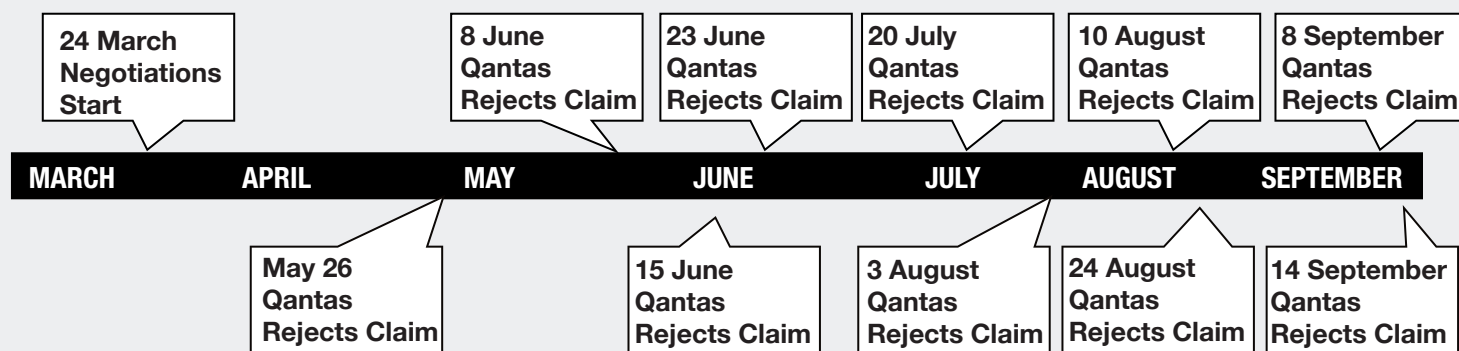 24 March
Negotiations
Start
8 June
Qantas
Rejects Claim
23 June
Qantas
Rejects Claim
20 July
Qantas
Rejects Claim
10 August
Qantas
Rejects Claim
8 September
Qantas
Rejects Claim
MARCH APRIL MAY JUNE JULY AUGUST SEPTEMBER
May 26
Qantas
Rejects Claim
15 June
Qantas
Rejects Claim
3 August
Qantas
Rejects Claim
24 August
Qantas
Rejects Claim
14 September
Qantas
Rejects Claim